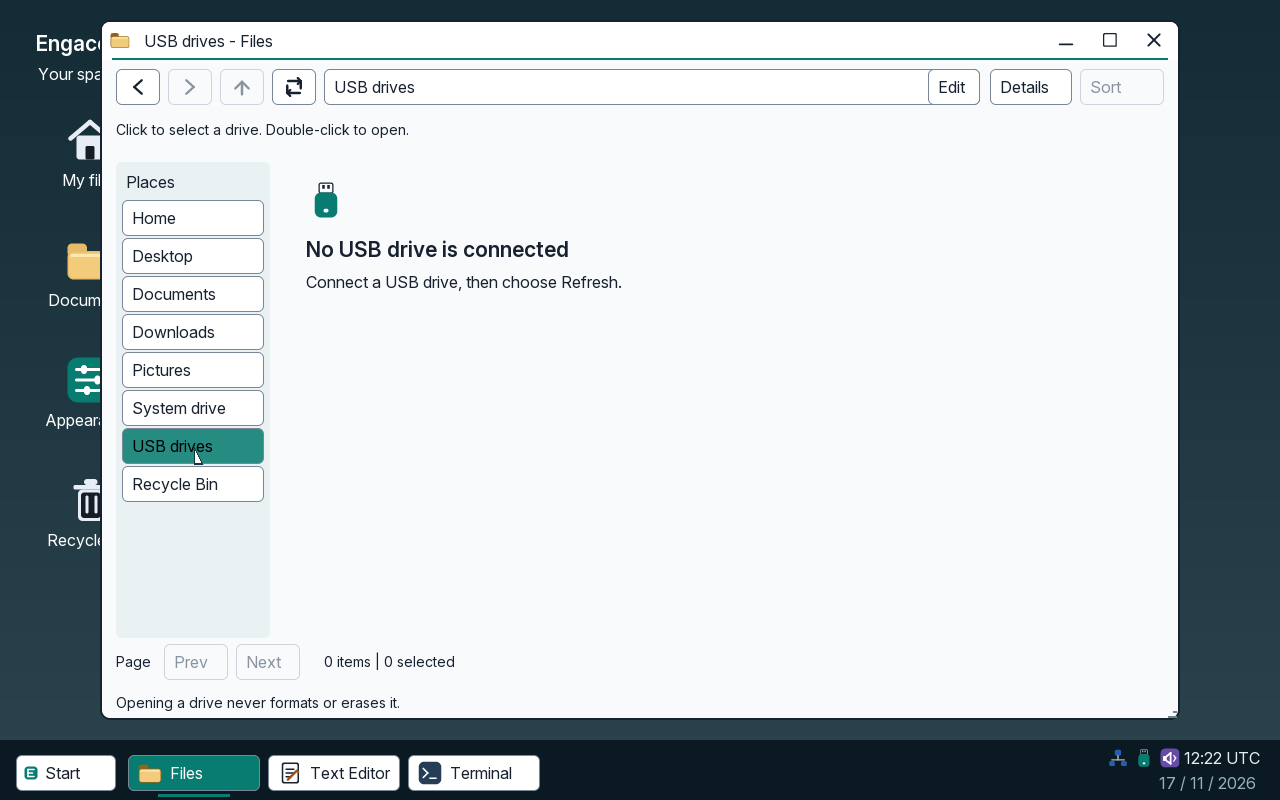 USB drives - Files
USB drives
Edit
Details
Sort
Click to select a drive. Double-click to open.
Places
Home
Desktop
Documents
Downloads
Pictures
System drive
USB drives
Recycle Bin
No USB drive is connected
Connect a USB drive, then choose Refresh.
Page
Prev
Next
0 items | 0 selected
Opening a drive never formats or erases it.
Your
My
Start
Files
Text Editor
Terminal
12:22 UTC
17 / 11 / 2026